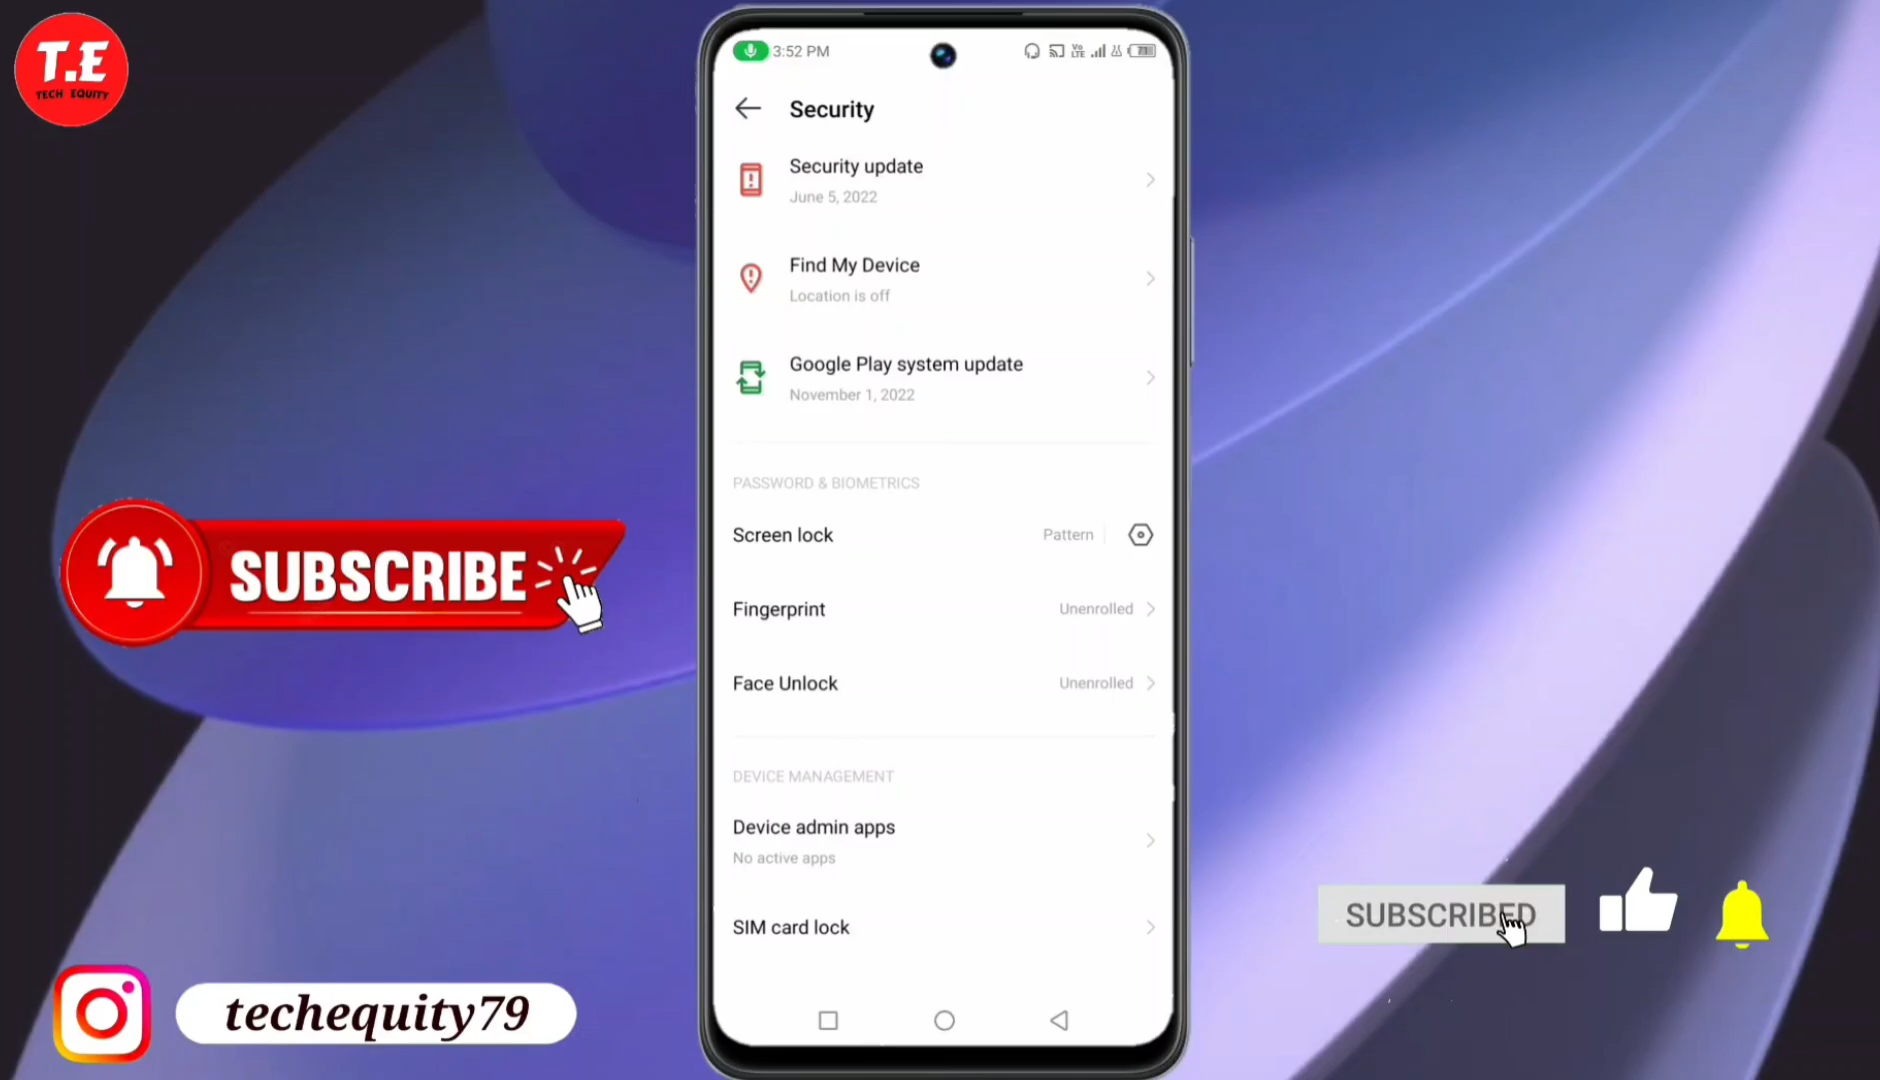 T.E
TECH EQUITY
3:52 PM
Vo
LTE
Security
Security update
June 5, 2022
Find My Device
Location is off
Google Play system update
November 1, 2022
PASSWORD & BIOMETRICS
Screen lock
Pattern
Fingerprint
Unenrolled
Face Unlock
Unenrolled
DEVICE MANAGEMENT
Device admin apps
No active apps
SIM card lock
SUBSCRIBE
SUBSCRIBED
techequity79